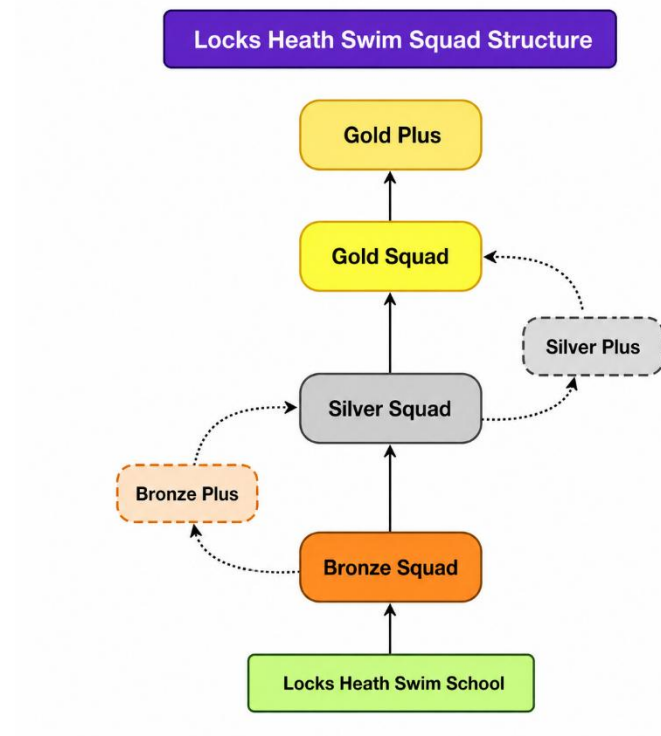 Locks Heath Swim Squad Structure
Gold Plus
Gold Squad
Silver Plus
Silver Squad
Bronze Plus
Bronze Squad
Locks Heath Swim School